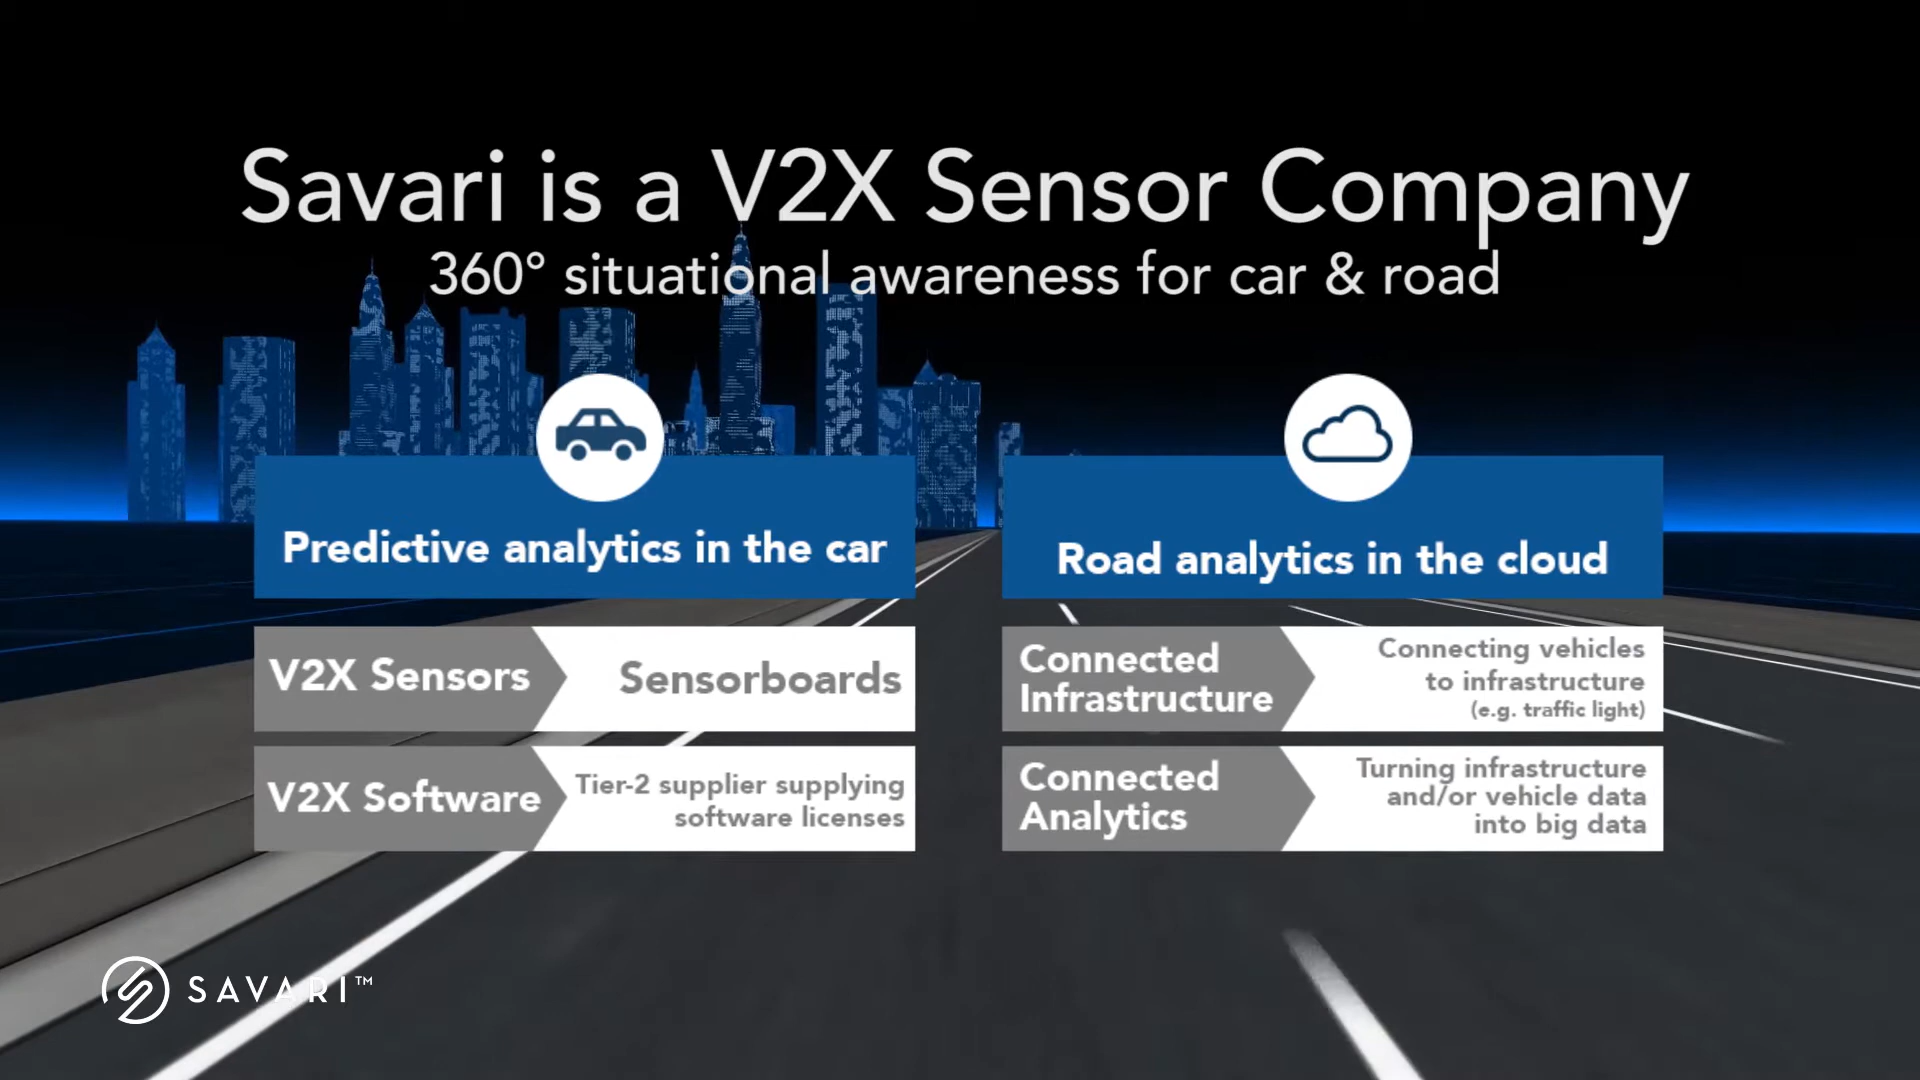 Savari is a V2X Sensor Company
360° situational awareness for car & road
Predictive analytics in the car
V2X Sensors
Sensorboards
V2X Software
Tier-2 supplier supplying
software licenses
Road analytics in the cloud
Connected
Infrastructure
Connecting vehicles
to infrastructure
(e.g. traffic light)
Connected
Analytics
Turning infrastructure
and/or vehicle data
into big data
SAVARI™